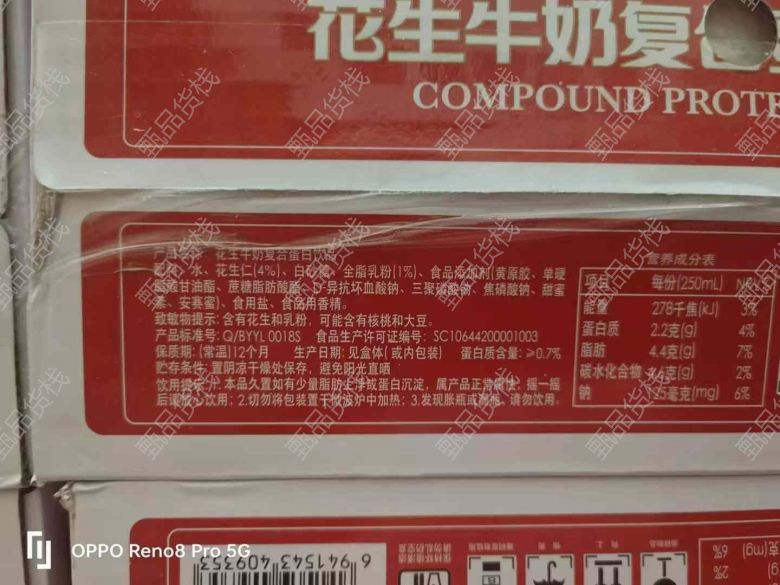 花生牛奶复合
COMPOUND PROTE
产品名称：花生牛奶复合蛋白饮品
配料：水、花生仁(4%)、白砂糖、全脂乳粉(1%)、食品添加剂(黄原胶、单硬
脂酸甘油酯、蔗糖脂肪酸酯、D-异抗坏血酸钠、三聚磷酸钠、焦磷酸钠、甜蜜
素、安赛蜜)、食用盐、食品用香精。
致敏物提示：含有花生和乳粉，可能含有核桃和大豆。
产品标准号：Q/BYYL 0018S 食品生产许可证编号：SC10644200001003
保质期：(常温)12个月 生产日期：见盒体(或内包装) 蛋白质含量：≥0.7%
贮存条件：置阴凉干燥处保存，避免阳光直晒
饮用提示：1.本品久置如有少量脂肪上浮或蛋白沉淀，属产品正常现象；摇一摇
后请放心饮用；2.切勿将包装置于微波炉中加热；3.发现胀瓶或漏瓶，请勿饮用。
营养成分表
项目 每份(250mL) NRV%
能量 278千焦(kJ) 3%
蛋白质 2.2克(g) 4%
脂肪 4.4克(g) 7%
碳水化合物 (g) 2%
钠 125毫克(mg) 6%
6 941543 409353
6%
2%
OPPO Reno8 Pro 5G
甄品货栈